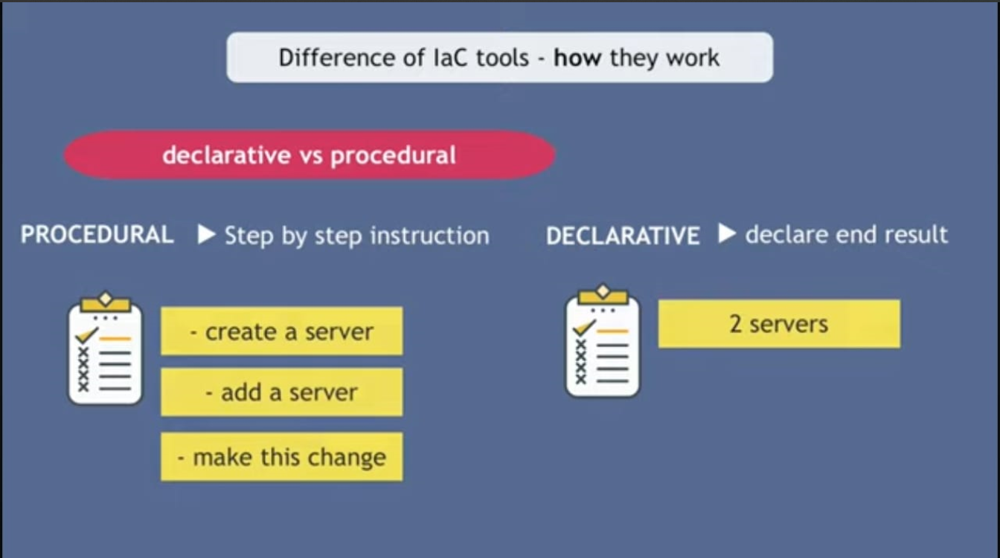 Difference of IaC tools - how they work
declarative vs procedural
PROCEDURAL ▶ Step by step instruction
- create a server
- add a server
- make this change
DECLARATIVE ▶ declare end result
2 servers